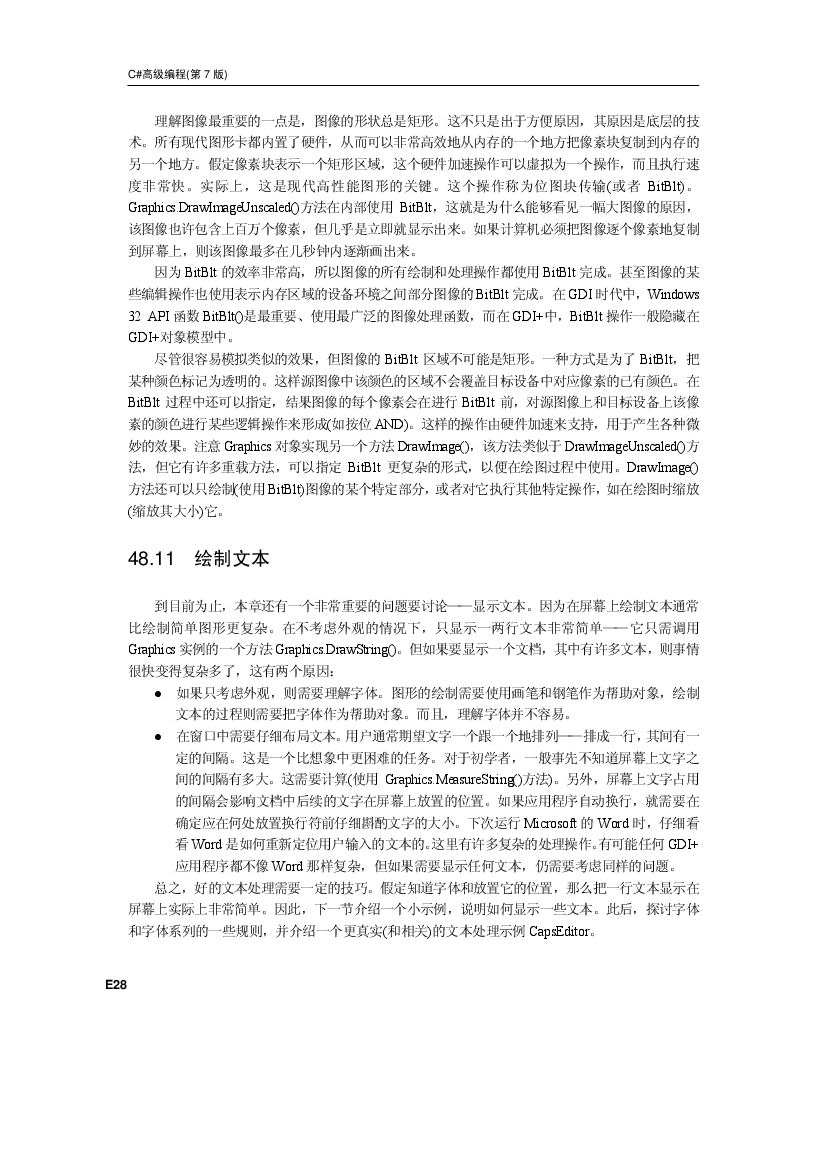 C#高级编程(第 7 版)
理解图像最重要的一点是，图像的形状总是矩形。这不只是出于方便原因，其原因是底层的技
术。所有现代图形卡都内置了硬件，从而可以非常高效地从内存的一个地方把像素块复制到内存的
另一个地方。假定像素块表示一个矩形区域，这个硬件加速操作可以虚拟为一个操作，而且执行速
度非常快。实际上，这是现代高性能图形的关键。这个操作称为位图块传输(或者 BitBlt)。
Graphics.DrawImageUnscaled()方法在内部使用 BitBlt，这就是为什么能够看见一幅大图像的原因，
该图像也许包含上百万个像素，但几乎是立即就显示出来。如果计算机必须把图像逐个像素地复制
到屏幕上，则该图像最多在几秒钟内逐渐画出来。
因为 BitBlt 的效率非常高，所以图像的所有绘制和处理操作都使用 BitBlt 完成。甚至图像的某
些编辑操作也使用表示内存区域的设备环境之间部分图像的 BitBlt 完成。在 GDI 时代中，Windows
32 API 函数 BitBlt()是最重要、使用最广泛的图像处理函数，而在 GDI+中，BitBlt 操作一般隐藏在
GDI+对象模型中。
尽管很容易模拟类似的效果，但图像的 BitBlt 区域不可能是矩形。一种方式是为了 BitBlt，把
某种颜色标记为透明的。这样源图像中该颜色的区域不会覆盖目标设备中对应像素的已有颜色。在
BitBlt 过程中还可以指定，结果图像的每个像素会在进行 BitBlt 前，对源图像上和目标设备上该像
素的颜色进行某些逻辑操作来形成(如按位 AND)。这样的操作由硬件加速来支持，用于产生各种微
妙的效果。注意 Graphics 对象实现另一个方法 DrawImage()，该方法类似于 DrawImageUnscaled()方
法，但它有许多重载方法，可以指定 BitBlt 更复杂的形式，以便在绘图过程中使用。DrawImage()
方法还可以只绘制(使用 BitBlt)图像的某个特定部分，或者对它执行其他特定操作，如在绘图时缩放
(缩放其大小)它。
48.11 绘制文本
到目前为止，本章还有一个非常重要的问题要讨论——显示文本。因为在屏幕上绘制文本通常
比绘制简单图形更复杂。在不考虑外观的情况下，只显示一两行文本非常简单——它只需调用
Graphics 实例的一个方法 Graphics.DrawString()。但如果要显示一个文档，其中有许多文本，则事情
很快变得复杂多了，这有两个原因：
● 如果只考虑外观，则需要理解字体。图形的绘制需要使用画笔和钢笔作为帮助对象，绘制
文本的过程则需要把字体作为帮助对象。而且，理解字体并不容易。
● 在窗口中需要仔细布局文本。用户通常期望文字一个跟一个地排列——排成一行，其间有一
定的间隔。这是一个比想象中更困难的任务。对于初学者，一般事先不知道屏幕上文字之
间的间隔有多大。这需要计算(使用 Graphics.MeasureString()方法)。另外，屏幕上文字占用
的间隔会影响文档中后续的文字在屏幕上放置的位置。如果应用程序自动换行，就需要在
确定应在何处放置换行符前仔细斟酌文字的大小。下次运行 Microsoft 的 Word 时，仔细看
看 Word 是如何重新定位用户输入的文本的。这里有许多复杂的处理操作。有可能任何 GDI+
应用程序都不像 Word 那样复杂，但如果需要显示任何文本，仍需要考虑同样的问题。
总之，好的文本处理需要一定的技巧。假定知道字体和放置它的位置，那么把一行文本显示在
屏幕上实际上非常简单。因此，下一节介绍一个小示例，说明如何显示一些文本。此后，探讨字体
和字体系列的一些规则，并介绍一个更真实(和相关)的文本处理示例 CapsEditor。
E28